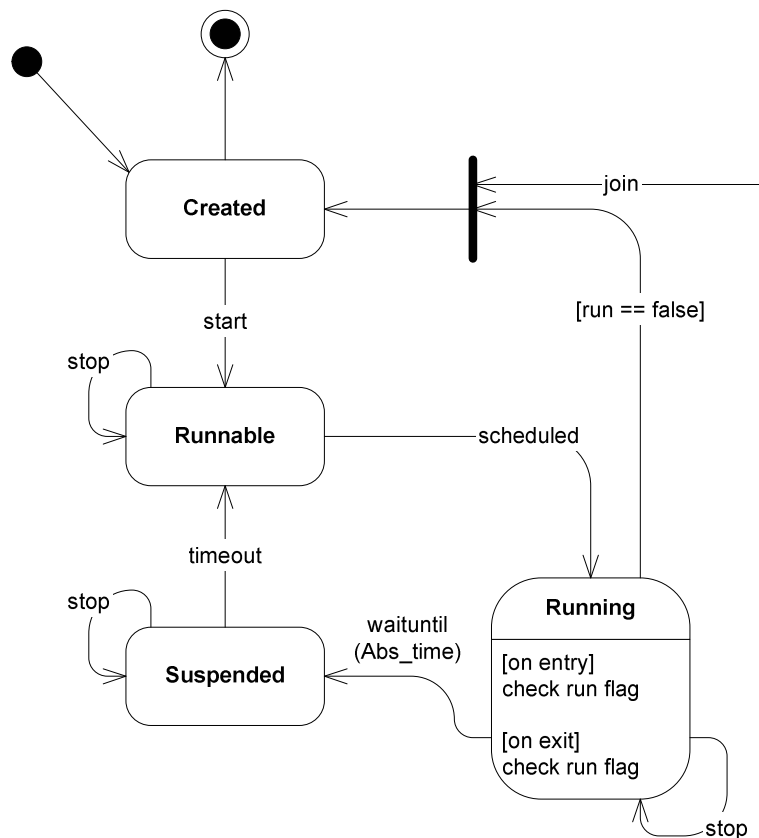 join
Created
[run == false]
start
stop
Runnable
scheduled
timeout
stop
Running
waituntil
(Abs_time)
[on entry]
check run flag
Suspended
[on exit]
check run flag
stop